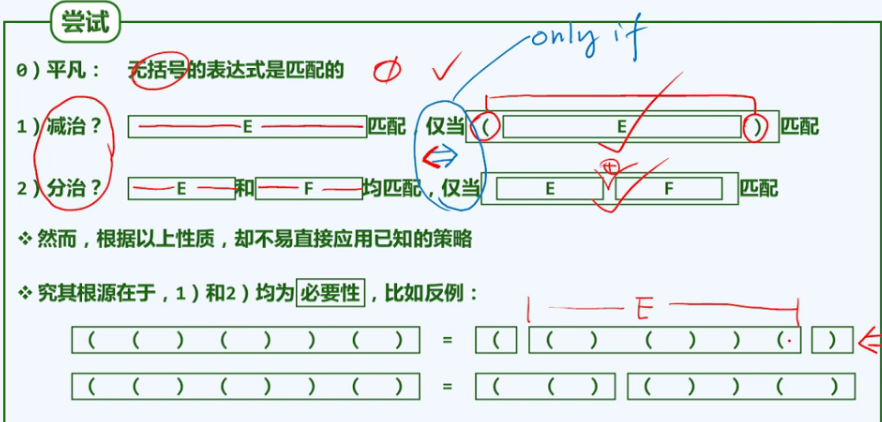 尝试
only if
0)平凡： 无括号的表达式是匹配的 ∅ ✓
1)减治？ E 匹配 仅当 ( E ) 匹配
2)分治？ E 和 F 均匹配，仅当 E F 匹配
❖ 然而，根据以上性质，却不易直接应用已知的策略
❖ 究其根源在于，1)和2)均为必要性，比如反例：
E
( ( ) ( ) ) ( ) = ( ( ) ( ) ) ( )
( ( ) ( ) ) ( ) = ( ( ) ( ) ) ( )